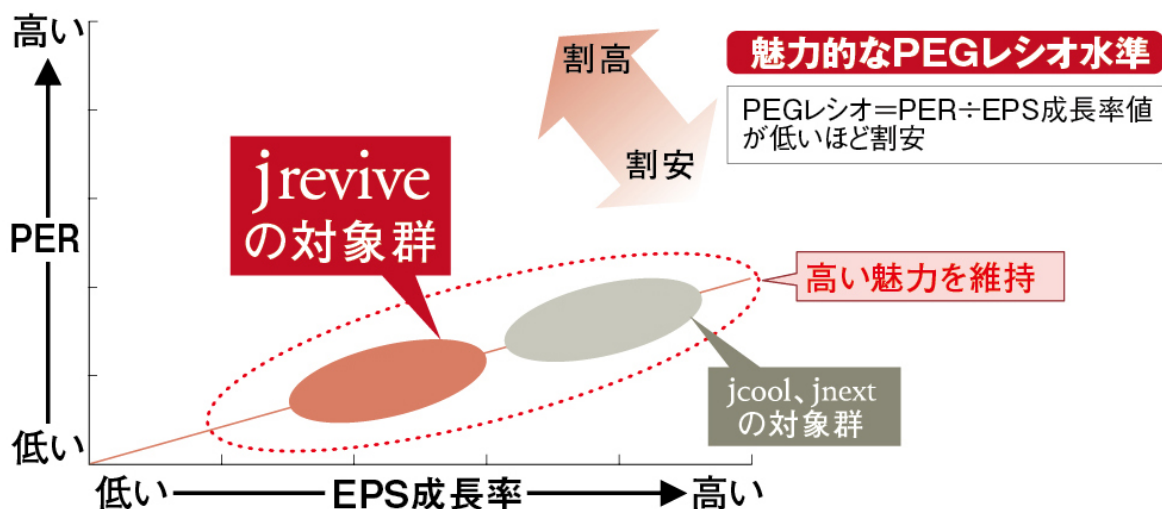 高い
PER
低い
低い
EPS成長率
高い
割高
割安
魅力的なPEGレシオ水準
PEGレシオ＝PER÷EPS成長率値
が低いほど割安
jrevive
の対象群
高い魅力を維持
jcool、jnext
の対象群